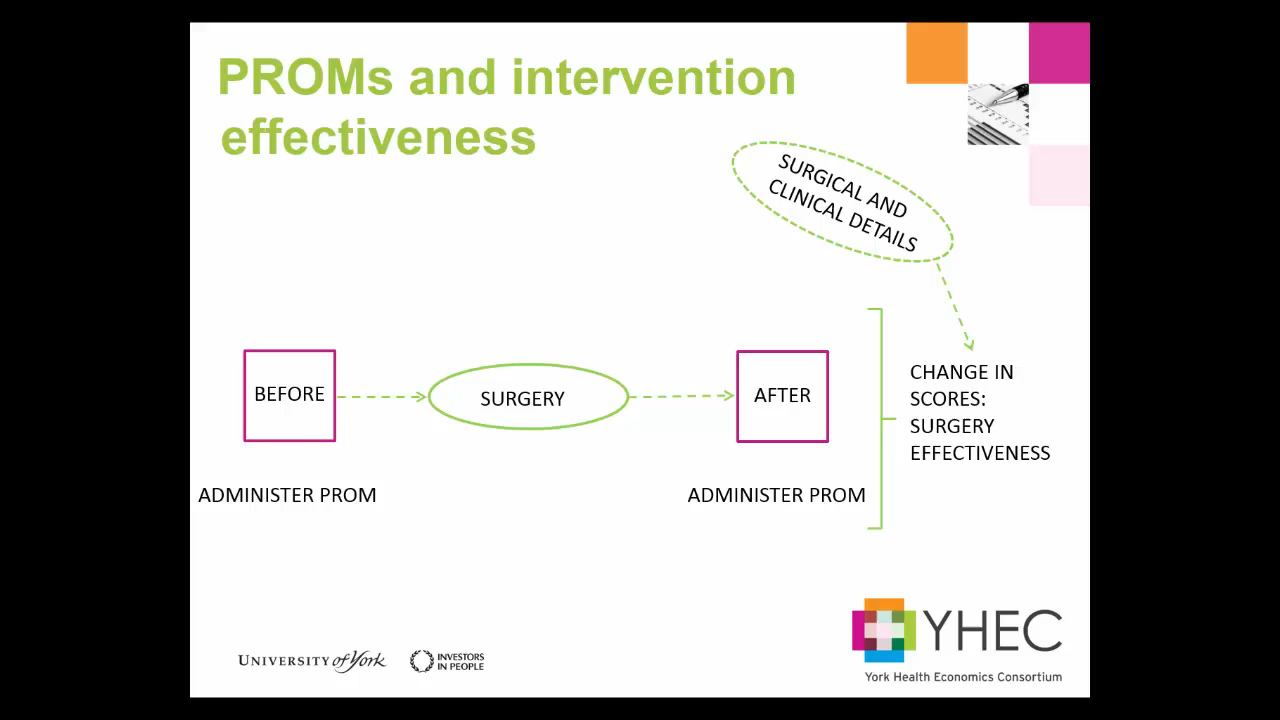 PROMs and intervention
effectiveness
SURGICAL AND
CLINICAL DETAILS
BEFORE
SURGERY
AFTER
CHANGE IN
SCORES:
SURGERY
EFFECTIVENESS
ADMINISTER PROM
ADMINISTER PROM
UNIVERSITY of York
INVESTORS
IN PEOPLE
YHEC
York Health Economics Consortium